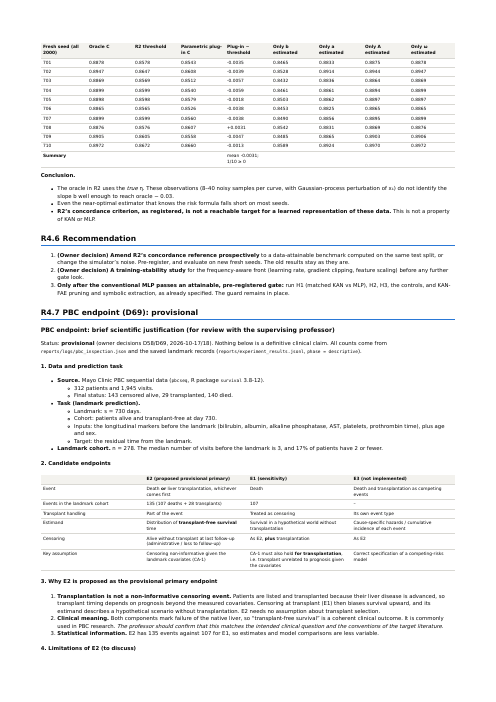 Fresh seed (all 2000) Oracle C R2 threshold Parametric plug-in C Plug-in − threshold Only b estimated Only a estimated Only A estimated Only ω estimated
701 0.8878 0.8578 0.8543 -0.0035 0.8465 0.8833 0.8875 0.8878
702 0.8947 0.8647 0.8608 -0.0039 0.8528 0.8914 0.8944 0.8947
703 0.8869 0.8569 0.8512 -0.0057 0.8432 0.8836 0.8864 0.8869
704 0.8899 0.8599 0.8540 -0.0059 0.8461 0.8861 0.8894 0.8899
705 0.8898 0.8598 0.8579 -0.0018 0.8503 0.8862 0.8897 0.8897
706 0.8865 0.8565 0.8526 -0.0038 0.8453 0.8825 0.8865 0.8865
707 0.8899 0.8599 0.8560 -0.0038 0.8490 0.8856 0.8895 0.8899
708 0.8876 0.8576 0.8607 +0.0031 0.8542 0.8831 0.8869 0.8876
709 0.8905 0.8605 0.8558 -0.0047 0.8485 0.8865 0.8903 0.8906
710 0.8972 0.8672 0.8660 -0.0013 0.8589 0.8924 0.8970 0.8972
Summary mean -0.0031; 1/10 ≥ 0
Conclusion.
• The oracle in R2 uses the true η. These observations (8–40 noisy samples per curve, with Gaussian-process perturbation of x₀) do not identify the
slope b well enough to reach oracle − 0.03.
• Even the near-optimal estimator that knows the risk formula falls short on most seeds.
• R2's concordance criterion, as registered, is not a reachable target for a learned representation of these data. This is not a property
of KAN or MLP.
R4.6 Recommendation
1. (Owner decision) Amend R2's concordance reference prospectively to a data-attainable benchmark computed on the same test split, or
change the simulator's noise. Pre-register, and evaluate on new fresh seeds. The old results stay as they are.
2. (Owner decision) A training-stability study for the frequency-aware front (learning rate, gradient clipping, feature scaling) before any further
gate look.
3. Only after the conventional MLP passes an attainable, pre-registered gate: run H1 (matched KAN vs MLP), H2, H3, the controls, and KAN-
FAE pruning and symbolic extraction, as already specified. The guard remains in place.
R4.7 PBC endpoint (D69): provisional
PBC endpoint: brief scientific justification (for review with the supervising professor)
Status: provisional (owner decisions D58/D69, 2026-10-17/18). Nothing below is a definitive clinical claim. All counts come from
reports/logs/pbc_inspection.json and the saved landmark records (reports/experiment_results.jsonl, phase = descriptive).
1. Data and prediction task
• Source. Mayo Clinic PBC sequential data (pbcseq, R package survival 3.8-12).
○ 312 patients and 1,945 visits.
○ Final status: 143 censored alive, 29 transplanted, 140 died.
• Task (landmark prediction).
○ Landmark: s = 730 days.
○ Cohort: patients alive and transplant-free at day 730.
○ Inputs: the longitudinal markers before the landmark (bilirubin, albumin, alkaline phosphatase, AST, platelets, prothrombin time), plus age
and sex.
○ Target: the residual time from the landmark.
• Landmark cohort. n = 278. The median number of visits before the landmark is 3, and 17% of patients have 2 or fewer.
2. Candidate endpoints
E2 (proposed provisional primary) E1 (sensitivity) E3 (not implemented)
Event Death or liver transplantation, whichever comes first Death Death and transplantation as competing events
Events in the landmark cohort 135 (107 deaths + 28 transplants) 107 –
Transplant handling Part of the event Treated as censoring Its own event type
Estimand Distribution of transplant-free survival time Survival in a hypothetical world without transplantation Cause-specific hazards / cumulative incidence of each event
Censoring Alive without transplant at last follow-up (administrative / loss to follow-up) As E2, plus transplantation As E2
Key assumption Censoring non-informative given the landmark covariates (CA-1) CA-1 must also hold for transplantation, i.e. transplant unrelated to prognosis given the covariates Correct specification of a competing-risks model
3. Why E2 is proposed as the provisional primary endpoint
1. Transplantation is not a non-informative censoring event. Patients are listed and transplanted because their liver disease is advanced, so
transplant timing depends on prognosis beyond the measured covariates. Censoring at transplant (E1) then biases survival upward, and its
estimand describes a hypothetical scenario without transplantation. E2 needs no assumption about transplant selection.
2. Clinical meaning. Both components mark failure of the native liver, so "transplant-free survival" is a coherent clinical outcome. It is commonly
used in PBC research. The professor should confirm that this matches the intended clinical question and the conventions of the target literature.
3. Statistical information. E2 has 135 events against 107 for E1, so estimates and model comparisons are less variable.
4. Limitations of E2 (to discuss)